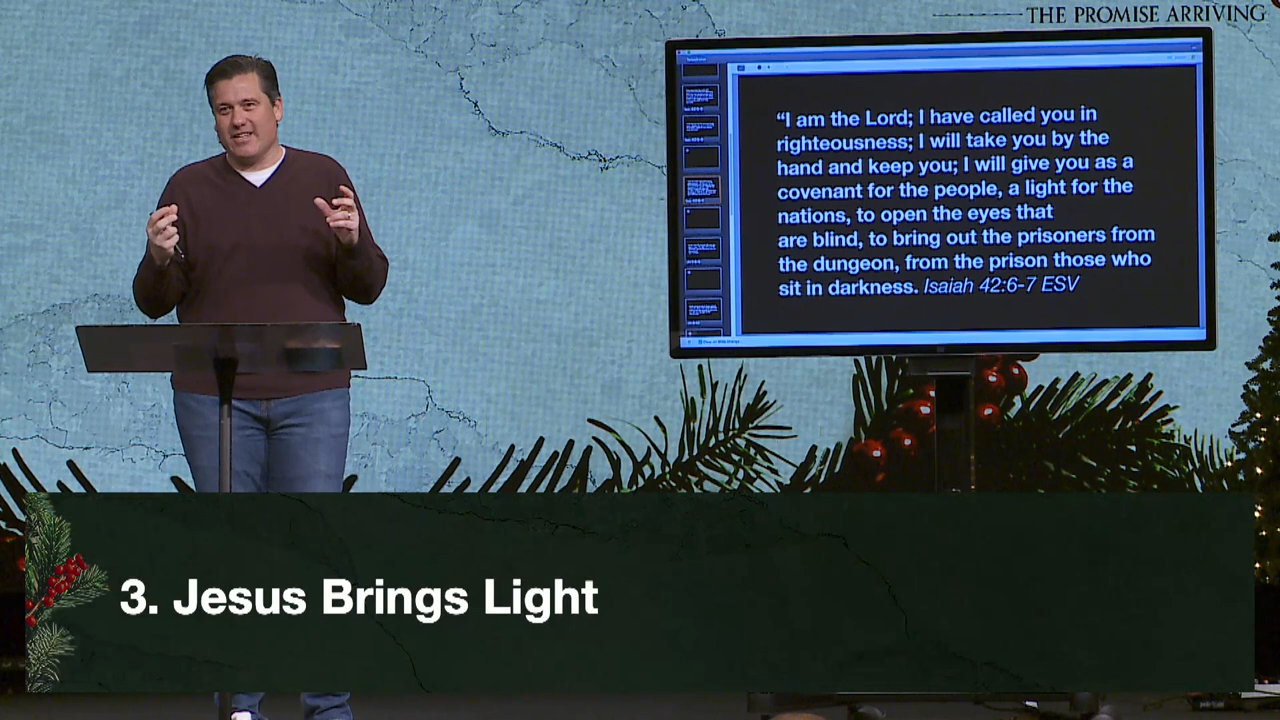 THE PROMISE ARRIVING
“I am the Lord; I have called you in
righteousness; I will take you by the
hand and keep you; I will give you as a
covenant for the people, a light for the
nations, to open the eyes that
are blind, to bring out the prisoners from
the dungeon, from the prison those who
sit in darkness. Isaiah 42:6-7 ESV
3. Jesus Brings Light